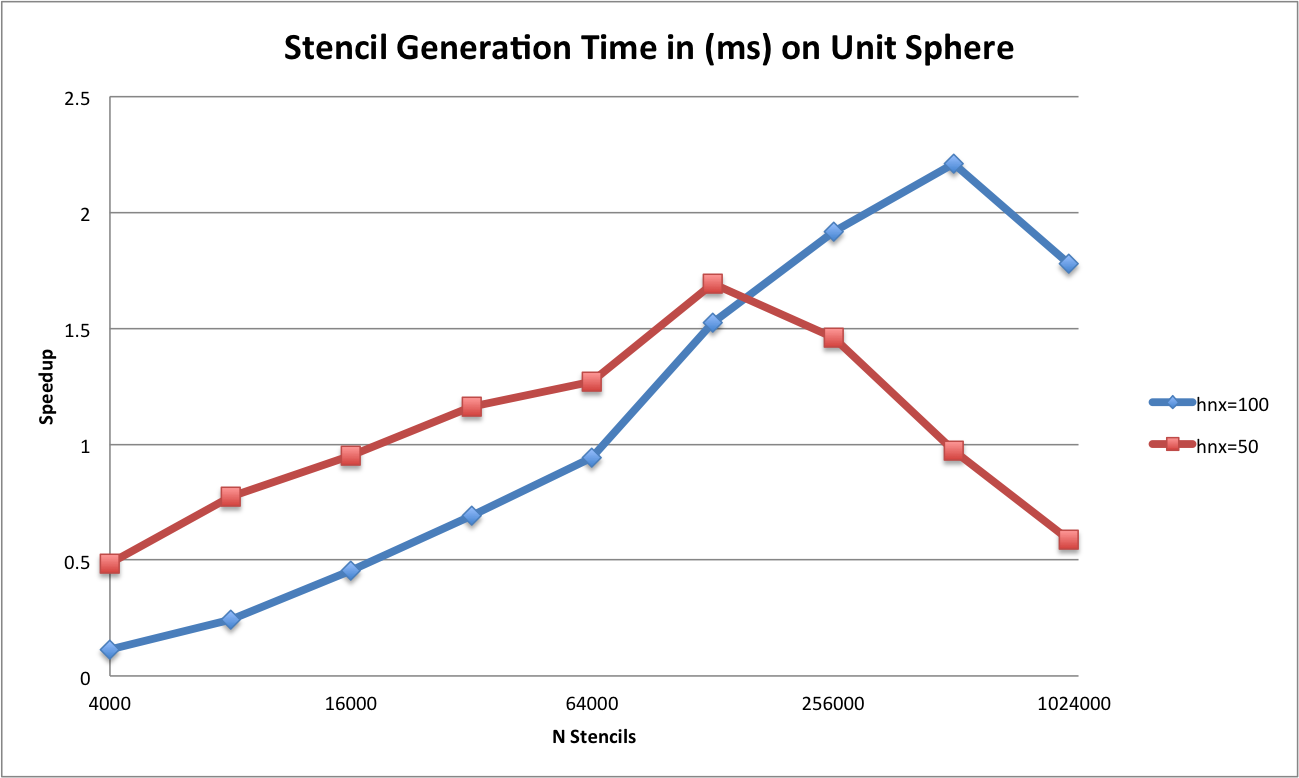 Stencil Generation Time in (ms) on Unit Sphere
2.5
2
1.5
1
0.5
0
Speedup
4000 16000 64000 256000 1024000
N Stencils
hnx=100
hnx=50